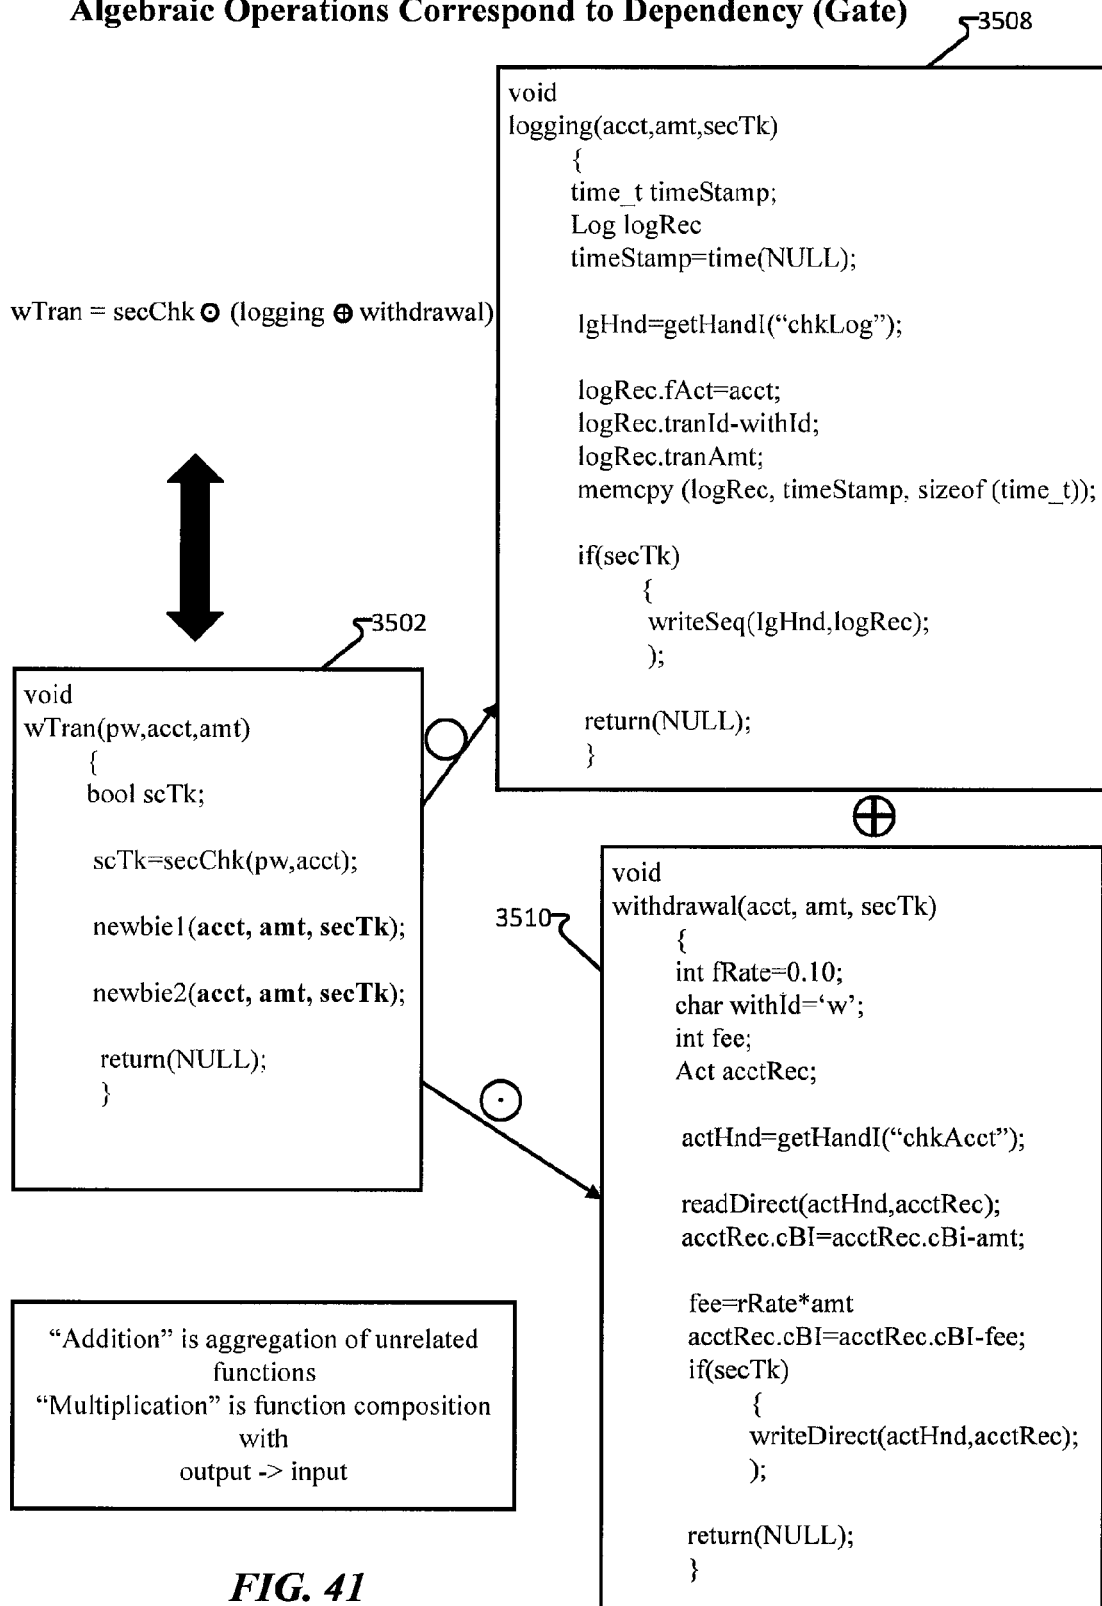 Algebraic Operations Correspond to Dependency (Gate)
3508
void
logging(acct,amt,secTk)
{
time_t timeStamp;
Log logRec
timeStamp=time(NULL);
lgHnd=getHandI(“chkLog”);
logRec.fAct=acct;
logRec.tranId-withId;
logRec.tranAmt;
memcpy (logRec, timeStamp, sizeof (time_t));
if(secTk)
{
writeSeq(lgHnd,logRec);
);
return(NULL);
}
wTran = secChk ⊙ (logging ⊕ withdrawal)
3502
void
wTran(pw,acct,amt)
{
bool scTk;
scTk=secChk(pw,acct);
newbie1(acct, amt, secTk);
newbie2(acct, amt, secTk);
return(NULL);
}
⊕
⊙
3510
void
withdrawal(acct, amt, secTk)
{
int fRate=0.10;
char withId=‘w’;
int fee;
Act acctRec;
actHnd=getHandI(“chkAcct”);
readDirect(actHnd,acctRec);
acctRec.cBI=acctRec.cBi-amt;
fee=rRate*amt
acctRec.cBI=acctRec.cBI-fee;
if(secTk)
{
writeDirect(actHnd,acctRec);
);
return(NULL);
}
“Addition” is aggregation of unrelated
functions
“Multiplication” is function composition
with
output -> input
FIG. 41